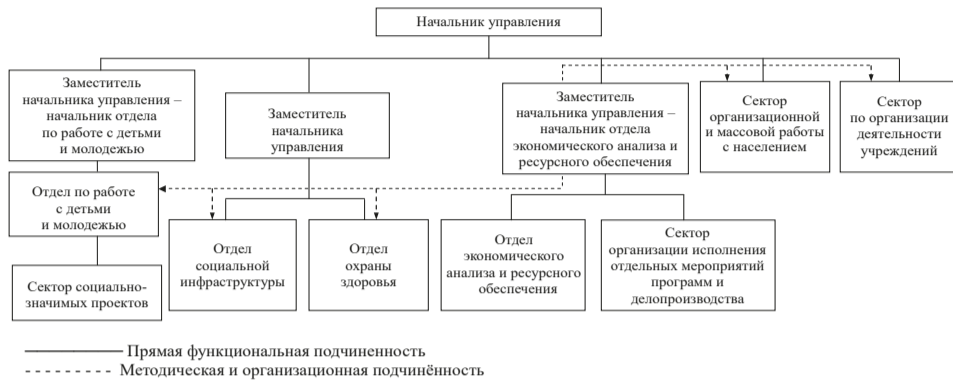 Начальник управления
Заместитель
начальника управления –
начальник отдела
по работе с детьми
и молодежью
Заместитель
начальника
управления
Заместитель
начальника управления –
начальник отдела
экономического анализа и
ресурсного обеспечения
Сектор
организационной
и массовой работы
с населением
Сектор
по организации
деятельности
учреждений
Отдел по работе
с детьми
и молодежью
Отдел
социальной
инфраструктуры
Отдел
охраны
здоровья
Отдел
экономического
анализа и ресурсного
обеспечения
Сектор
организации исполнения
отдельных мероприятий
программ и
делопроизводства
Сектор социально-
значимых проектов
Прямая функциональная подчиненность
Методическая и организационная подчинённость